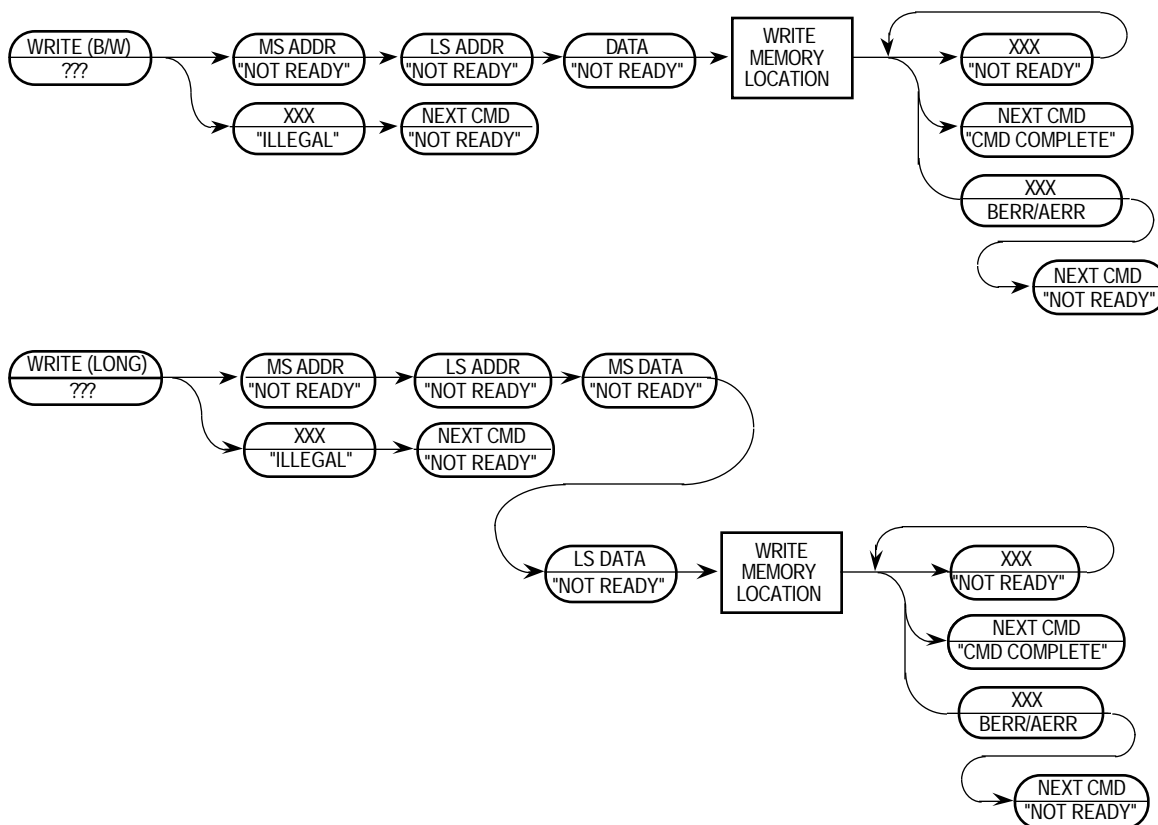 WRITE (B/W)
???
MS ADDR
"NOT READY"
LS ADDR
"NOT READY"
DATA
"NOT READY"
WRITE
MEMORY
LOCATION
XXX
"NOT READY"
XXX
"ILLEGAL"
NEXT CMD
"NOT READY"
NEXT CMD
"CMD COMPLETE"
XXX
BERR/AERR
NEXT CMD
"NOT READY"
WRITE (LONG)
???
MS ADDR
"NOT READY"
LS ADDR
"NOT READY"
MS DATA
"NOT READY"
XXX
"ILLEGAL"
NEXT CMD
"NOT READY"
LS DATA
"NOT READY"
WRITE
MEMORY
LOCATION
XXX
"NOT READY"
NEXT CMD
"CMD COMPLETE"
XXX
BERR/AERR
NEXT CMD
"NOT READY"